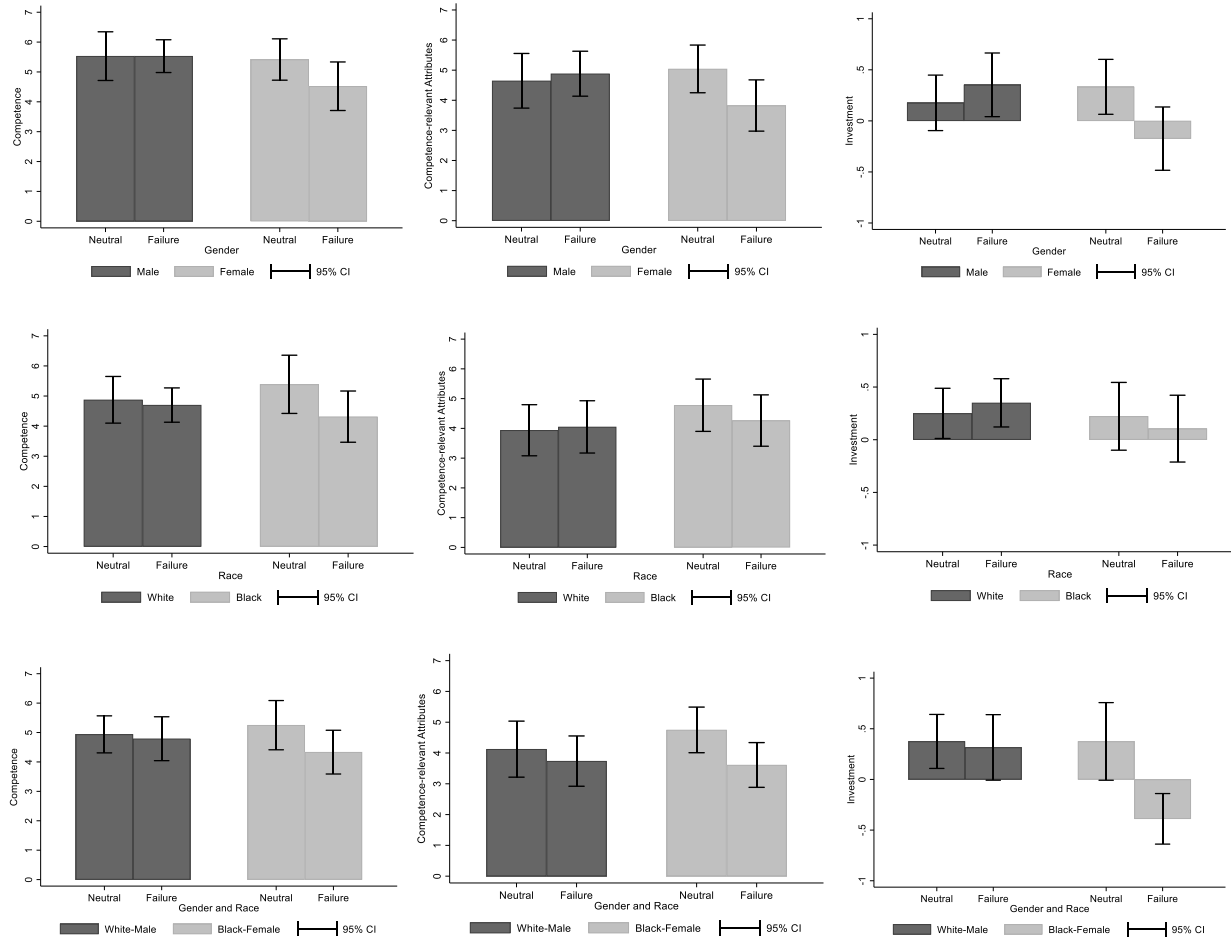 Competence
0 1 2 3 4 5 6 7
Neutral Failure Neutral Failure
Gender
Male Female 95% CI
Competence-relevant Attributes
0 1 2 3 4 5 6 7
Neutral Failure Neutral Failure
Gender
Male Female 95% CI
Investment
-1 -.5 0 .5 1
Neutral Failure Neutral Failure
Gender
Male Female 95% CI
Competence
0 1 2 3 4 5 6 7
Neutral Failure Neutral Failure
Race
White Black 95% CI
Competence-relevant Attributes
0 1 2 3 4 5 6 7
Neutral Failure Neutral Failure
Race
White Black 95% CI
Investment
-1 -.5 0 .5 1
Neutral Failure Neutral Failure
Race
White Black 95% CI
Competence
0 1 2 3 4 5 6 7
Neutral Failure Neutral Failure
Gender and Race
White-Male Black-Female 95% CI
Competence-relevant Attributes
0 1 2 3 4 5 6 7
Neutral Failure Neutral Failure
Gender and Race
White-Male Black-Female 95% CI
Investment
-1 -.5 0 .5 1
Neutral Failure Neutral Failure
Gender and Race
White-Male Black-Female 95% CI